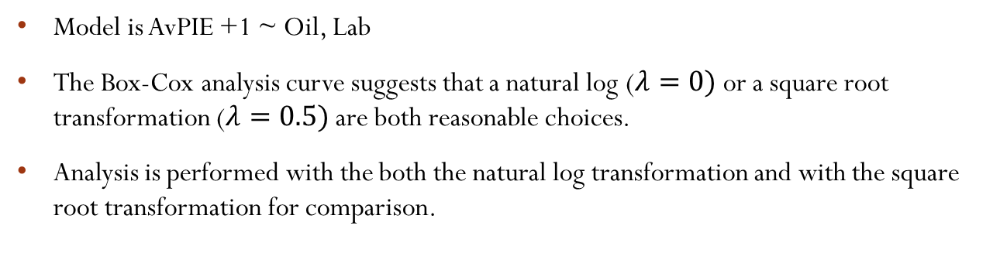 • Model is AvPIE +1 ~ Oil, Lab
• The Box-Cox analysis curve suggests that a natural log (𝜆 = 0) or a square root
transformation (𝜆 = 0.5) are both reasonable choices.
• Analysis is performed with the both the natural log transformation and with the square
root transformation for comparison.